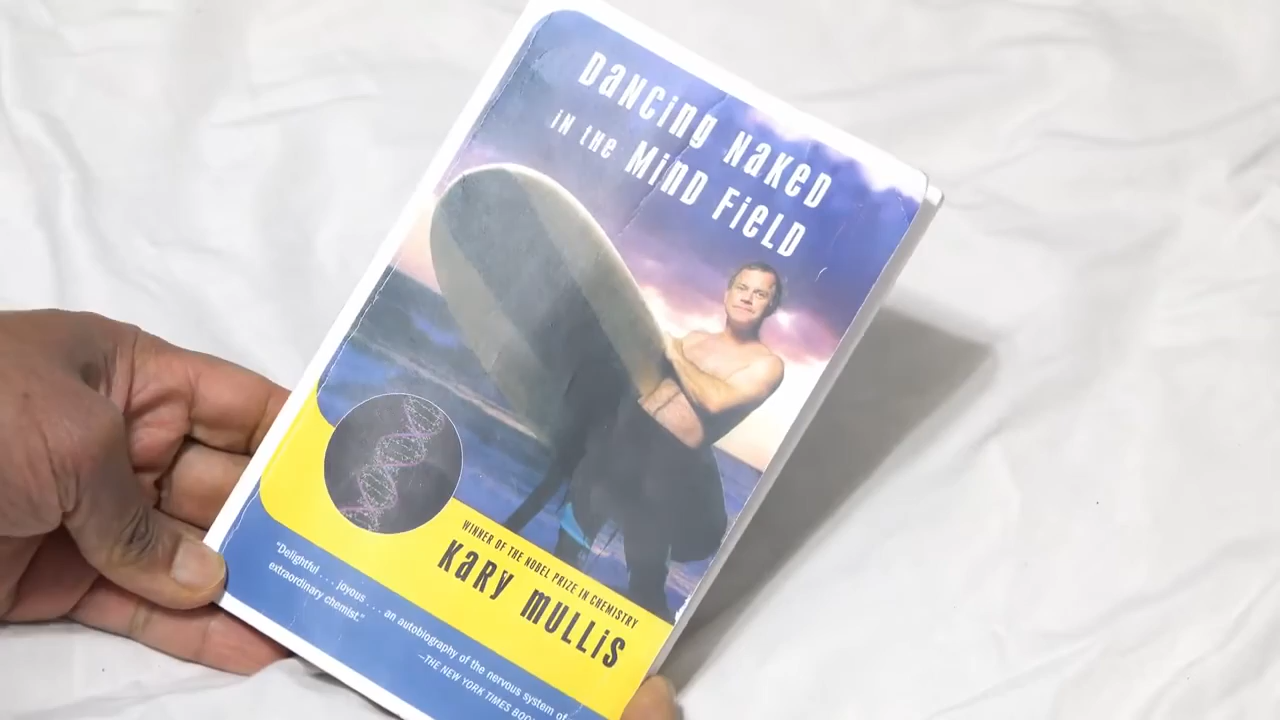 DaNCiNg NaKeD
iN tHe MiND FieLD
WINNER OF THE NOBEL PRIZE IN CHEMISTRY
KaRy MuLLiS
"Delightful . . . joyous . . . an autobiography of the nervous system of
extraordinary chemist."
—THE NEW YORK TIMES